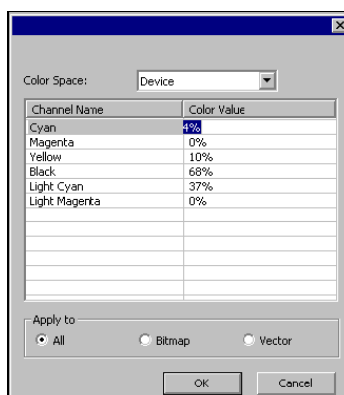 Color Space: Device
Channel Name Color Value
Cyan 4%
Magenta 0%
Yellow 10%
Black 68%
Light Cyan 37%
Light Magenta 0%
Apply to
All Bitmap Vector
OK Cancel